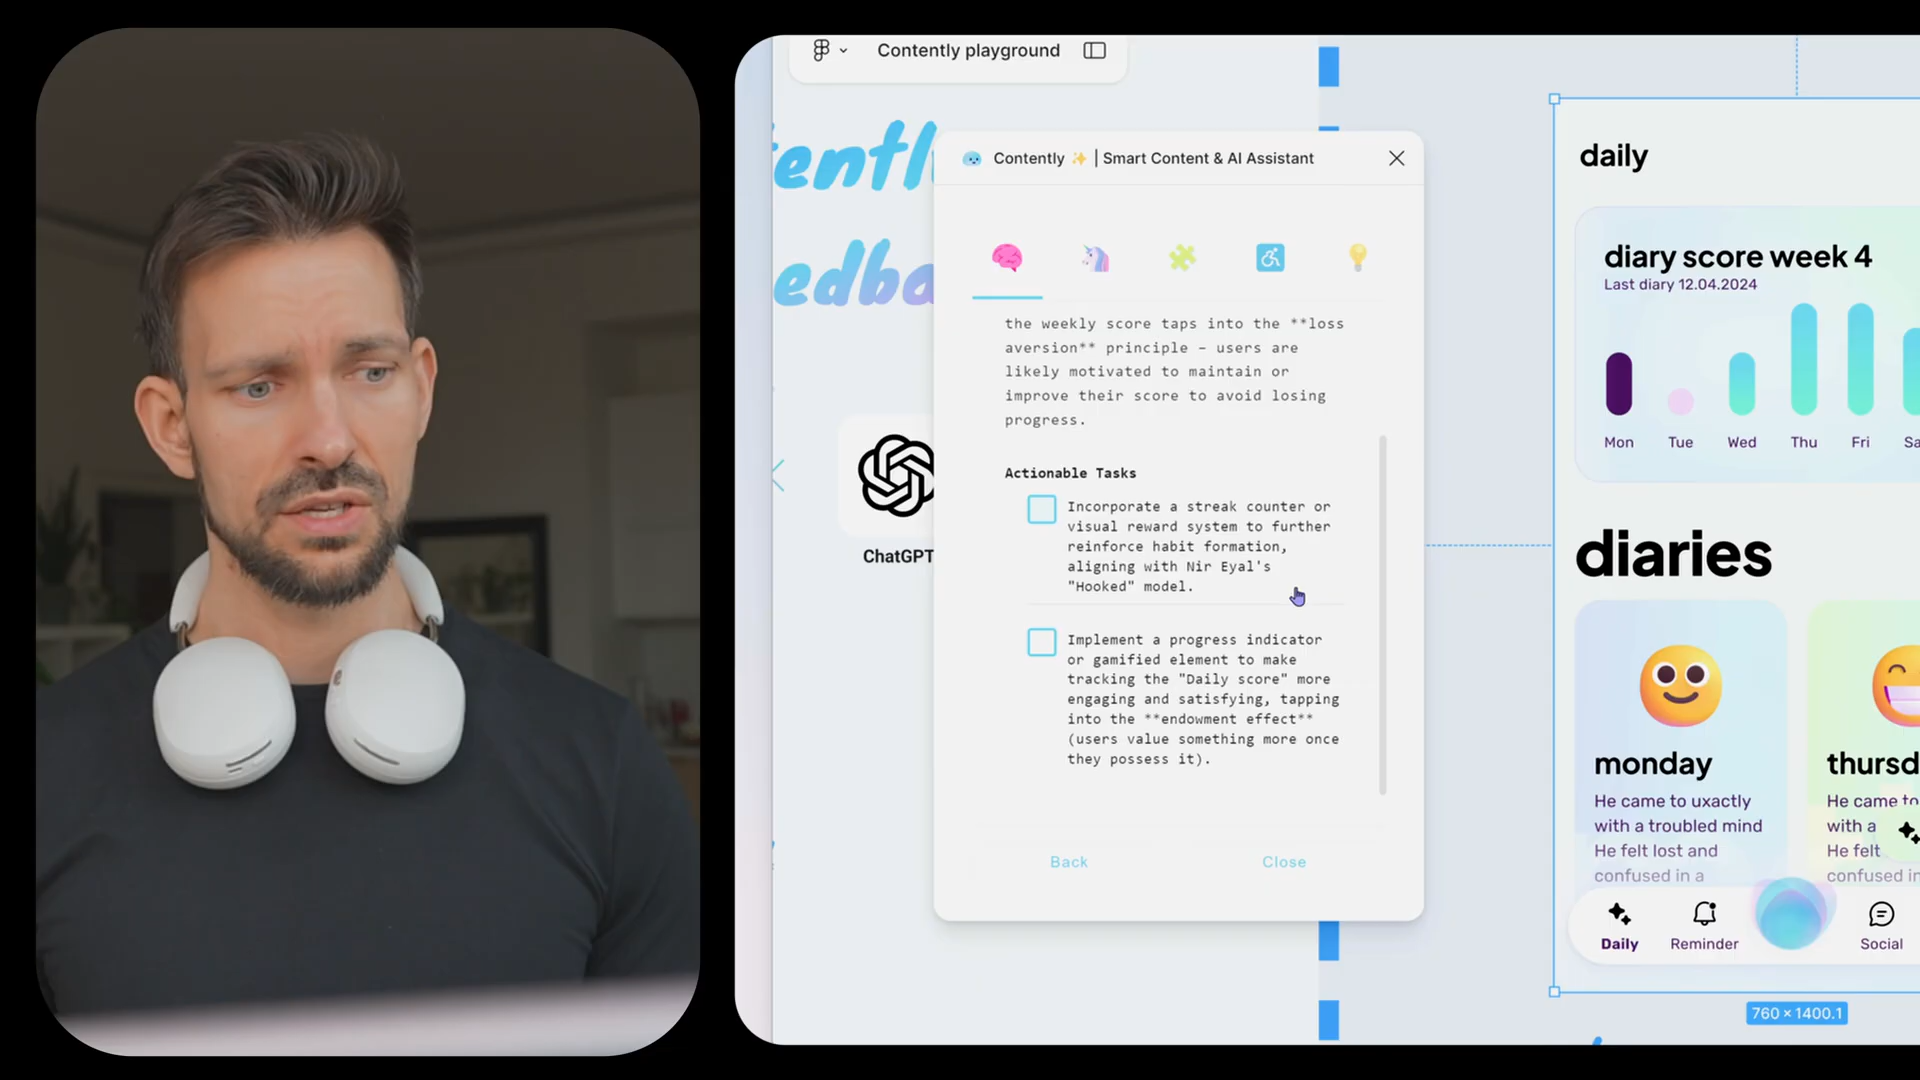 Contently playground
entl
edba
ChatGPT
Contently ✨ | Smart Content & AI Assistant
the weekly score taps into the **loss
aversion** principle – users are
likely motivated to maintain or
improve their score to avoid losing
progress.
Actionable Tasks
Incorporate a streak counter or
visual reward system to further
reinforce habit formation,
aligning with Nir Eyal's
"Hooked" model.
Implement a progress indicator
or gamified element to make
tracking the "Daily score" more
engaging and satisfying, tapping
into the **endowment effect**
(users value something more once
they possess it).
Back Close
daily
diary score week 4
Last diary 12.04.2024
Mon Tue Wed Thu Fri Sa
diaries
monday
He came to uxactly
with a troubled mind
He felt lost and
confused in a
thursd
He came to
with a
He felt
confused in
Daily Reminder Social
760 × 1400.1